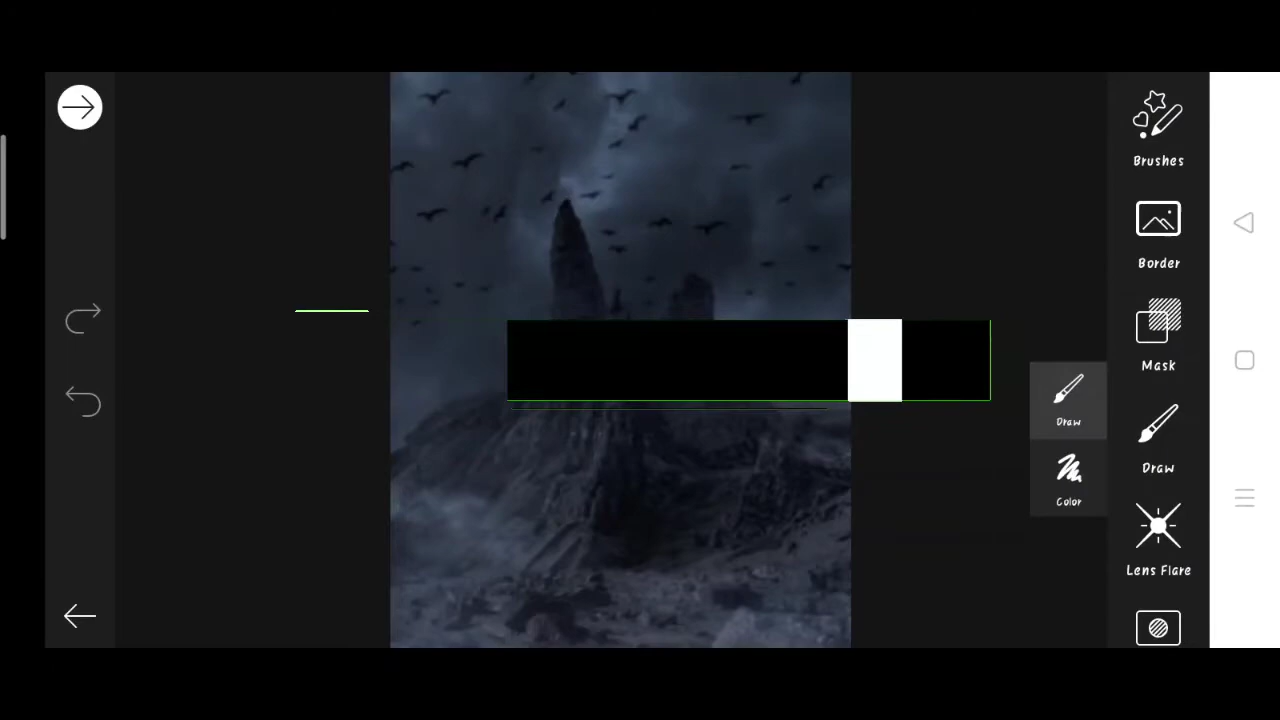 Brushes
Border
Mask
Draw
Draw
Color
Lens Flare